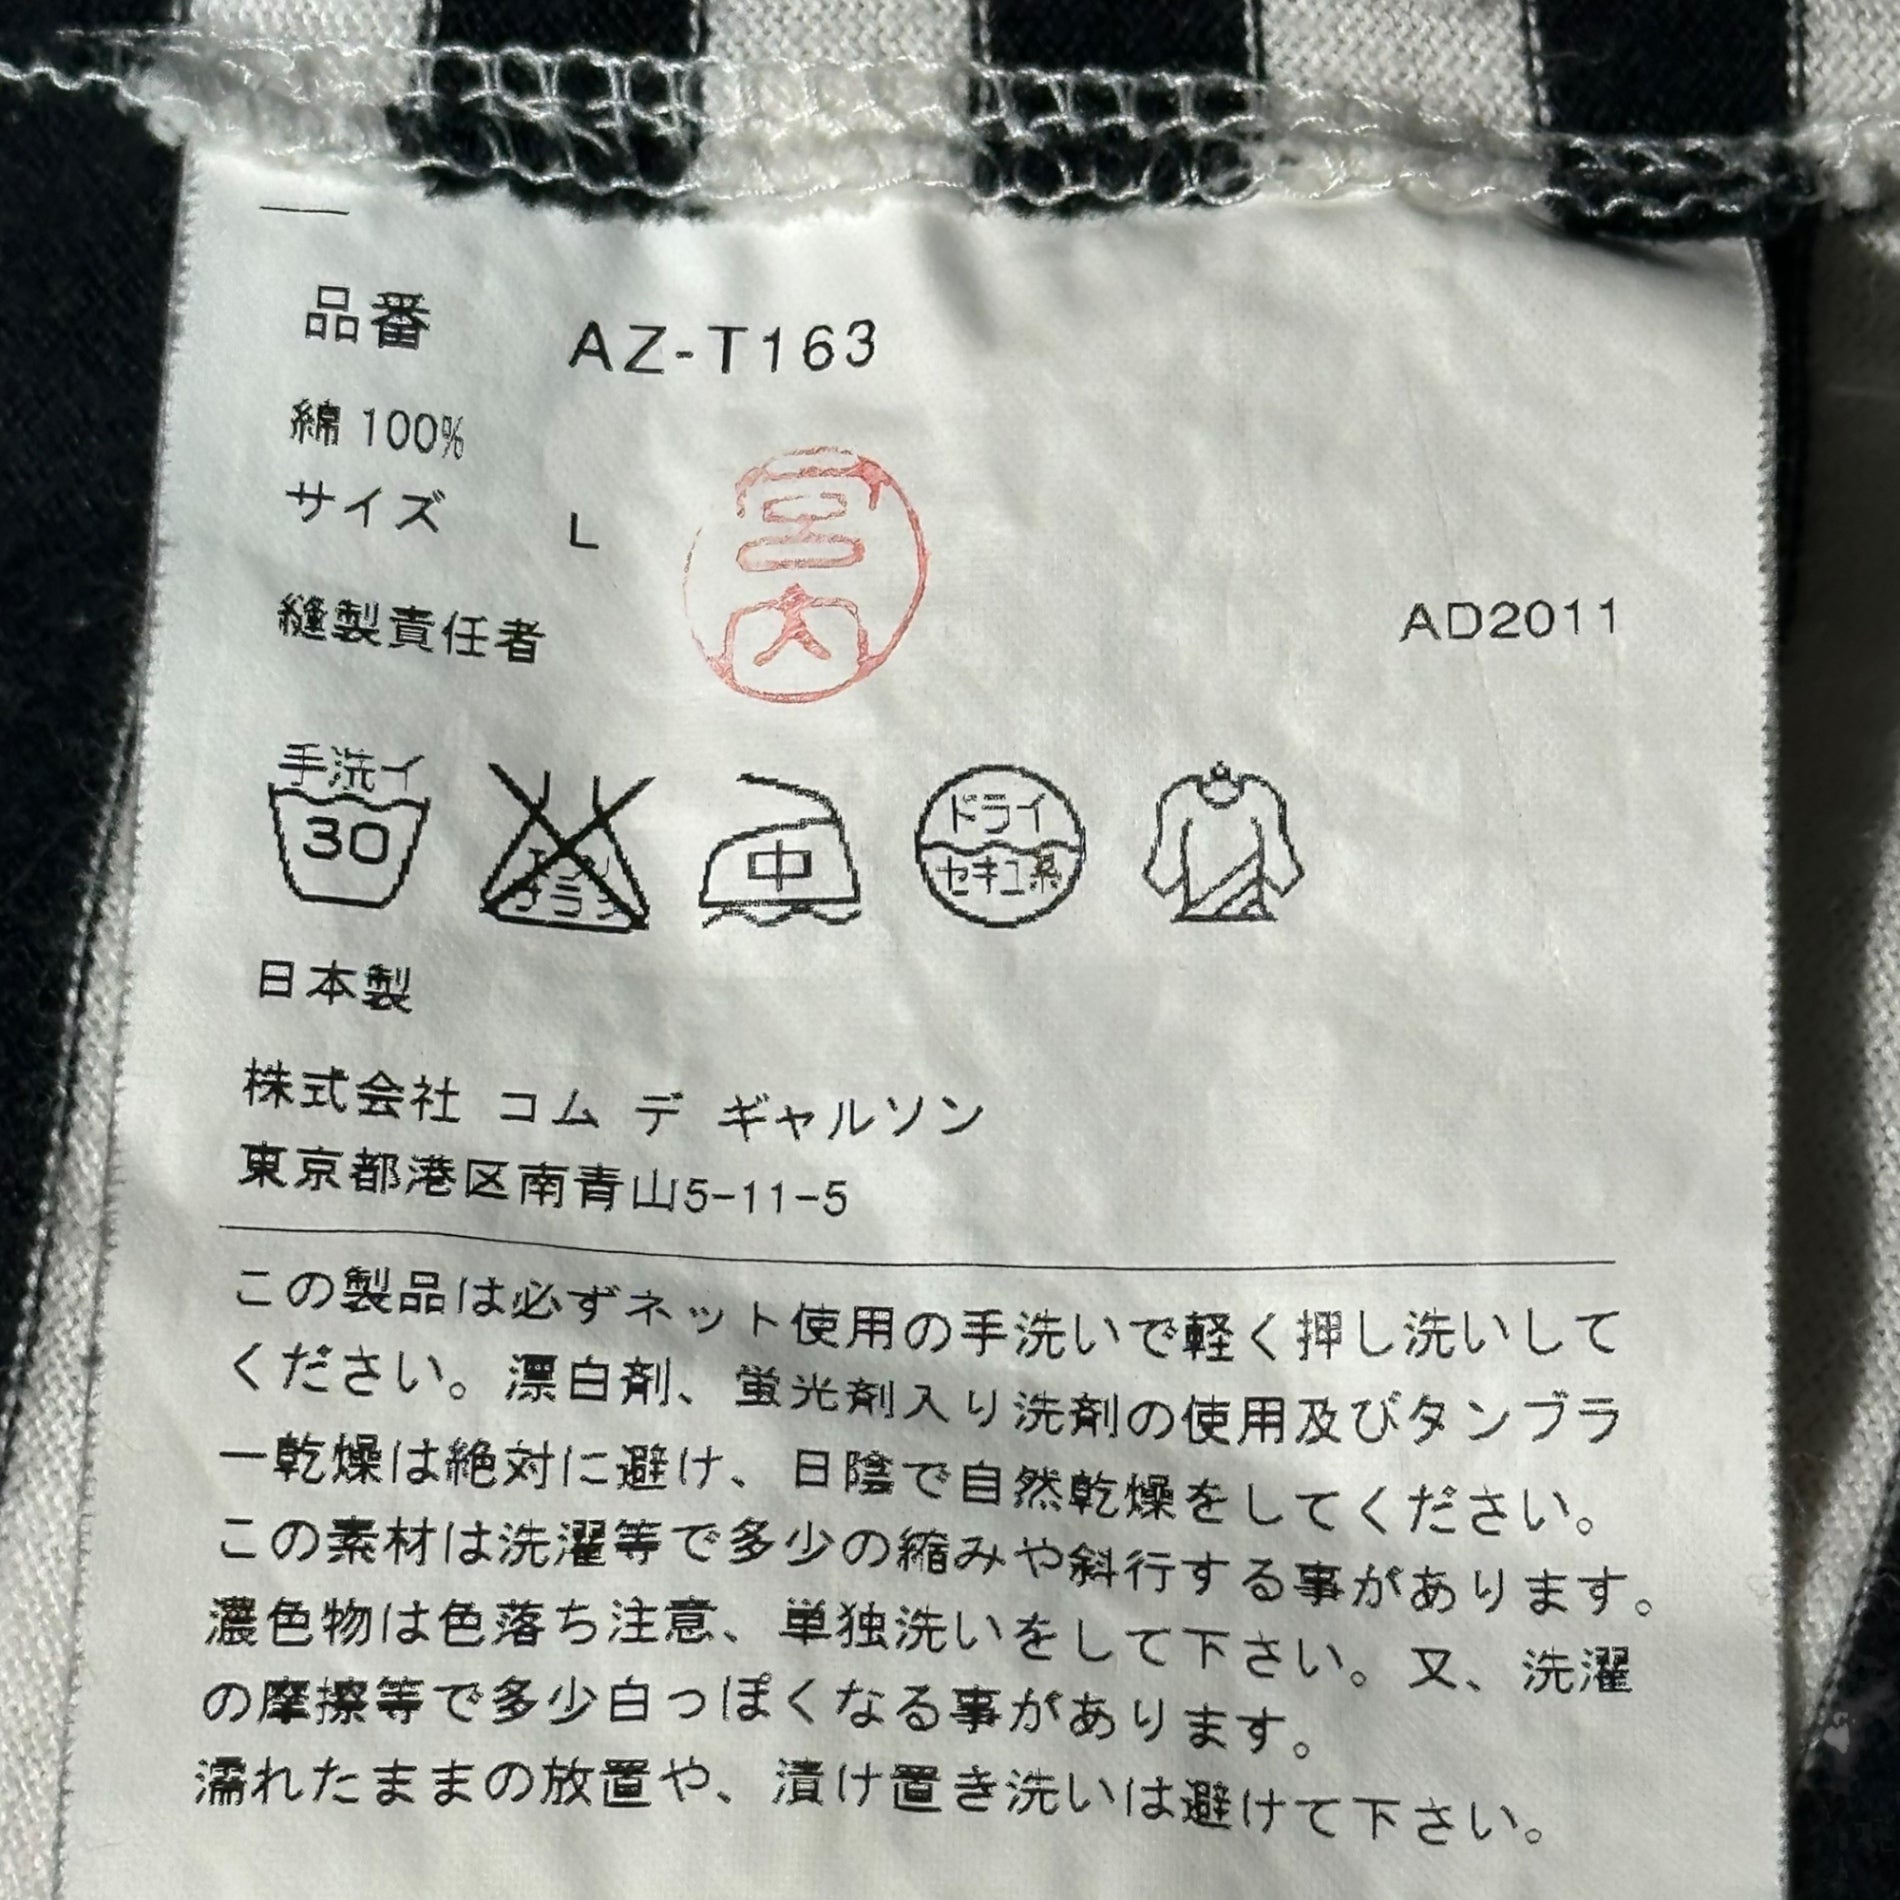 品番 AZ-T163
綿 100%
サイズ L
宮内
縫製責任者
AD2011
手洗イ
30
エンソ
サラシ
中
ドライ
セキユ系
日本製
株式会社 コム デ ギャルソン
東京都港区南青山5-11-5
この製品は必ずネット使用の手洗いで軽く押し洗いして
ください。漂白剤、蛍光剤入り洗剤の使用及びタンブラ
ー乾燥は絶対に避け、日陰で自然乾燥をしてください。
この素材は洗濯等で多少の縮みや斜行する事があります。
濃色物は色落ち注意、単独洗いをして下さい。又、洗濯
の摩擦等で多少白っぽくなる事があります。
濡れたままの放置や、漬け置き洗いは避けて下さい。